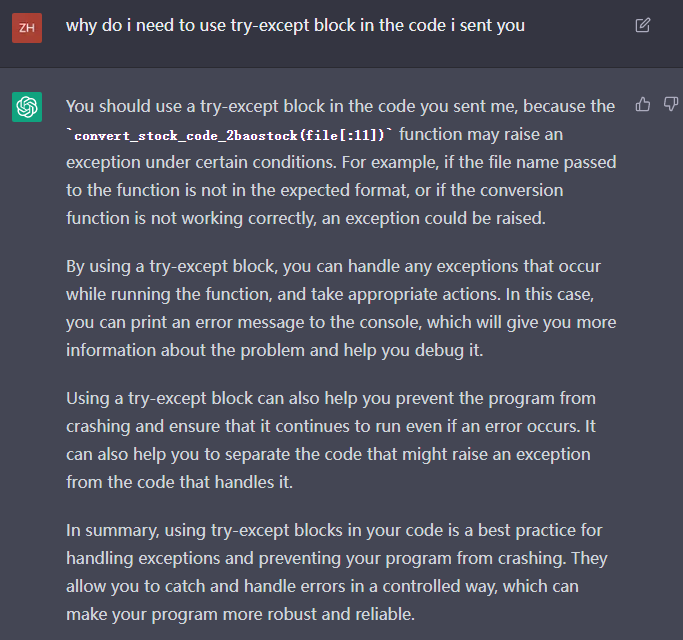 ZH
why do i need to use try-except block in the code i sent you
You should use a try-except block in the code you sent me, because the
`convert_stock_code_2baostock(file[:11])` function may raise an
exception under certain conditions. For example, if the file name passed
to the function is not in the expected format, or if the conversion
function is not working correctly, an exception could be raised.
By using a try-except block, you can handle any exceptions that occur
while running the function, and take appropriate actions. In this case,
you can print an error message to the console, which will give you more
information about the problem and help you debug it.
Using a try-except block can also help you prevent the program from
crashing and ensure that it continues to run even if an error occurs. It
can also help you to separate the code that might raise an exception
from the code that handles it.
In summary, using try-except blocks in your code is a best practice for
handling exceptions and preventing your program from crashing. They
allow you to catch and handle errors in a controlled way, which can
make your program more robust and reliable.